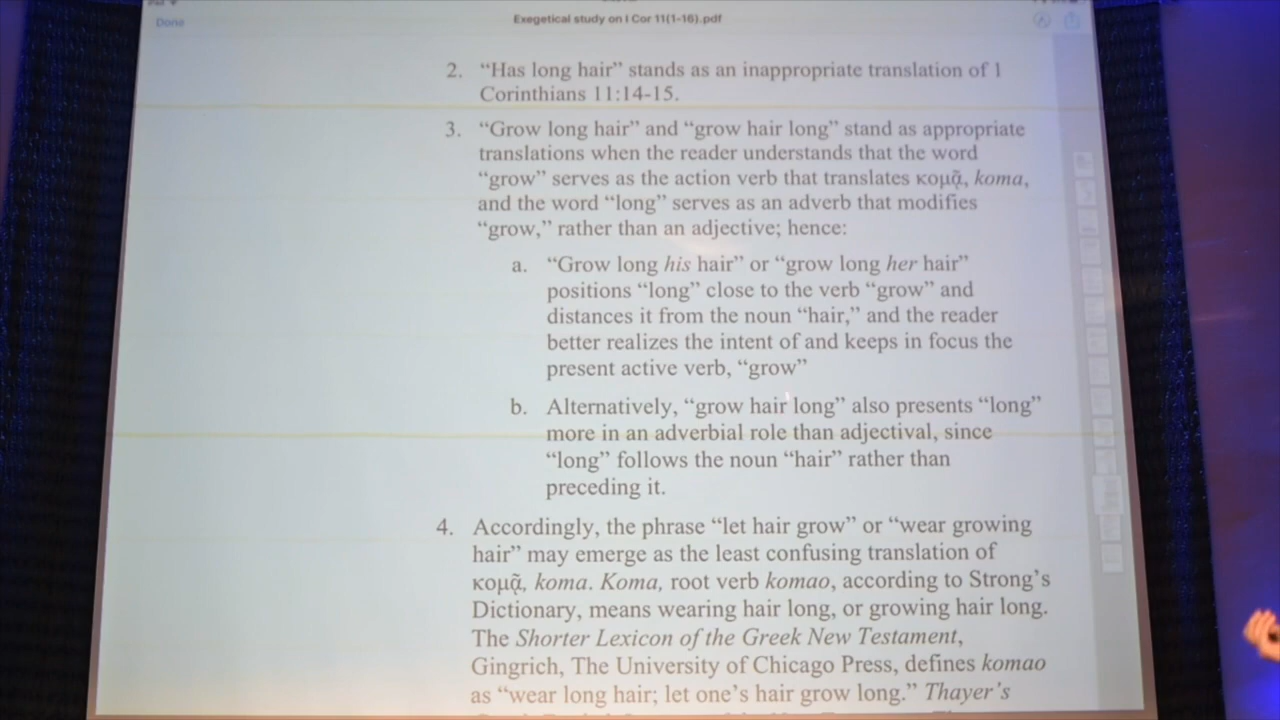 Done
Exegetical study on I Cor 11(1-16).pdf
2. “Has long hair” stands as an inappropriate translation of 1
Corinthians 11:14-15.
3. “Grow long hair” and “grow hair long” stand as appropriate
translations when the reader understands that the word
“grow” serves as the action verb that translates κομᾷ, koma,
and the word “long” serves as an adverb that modifies
“grow,” rather than an adjective; hence:
a. “Grow long his hair” or “grow long her hair”
positions “long” close to the verb “grow” and
distances it from the noun “hair,” and the reader
better realizes the intent of and keeps in focus the
present active verb, “grow”
b. Alternatively, “grow hair long” also presents “long”
more in an adverbial role than adjectival, since
“long” follows the noun “hair” rather than
preceding it.
4. Accordingly, the phrase “let hair grow” or “wear growing
hair” may emerge as the least confusing translation of
κομᾷ, koma. Koma, root verb komao, according to Strong’s
Dictionary, means wearing hair long, or growing hair long.
The Shorter Lexicon of the Greek New Testament,
Gingrich, The University of Chicago Press, defines komao
as “wear long hair; let one’s hair grow long.” Thayer’s